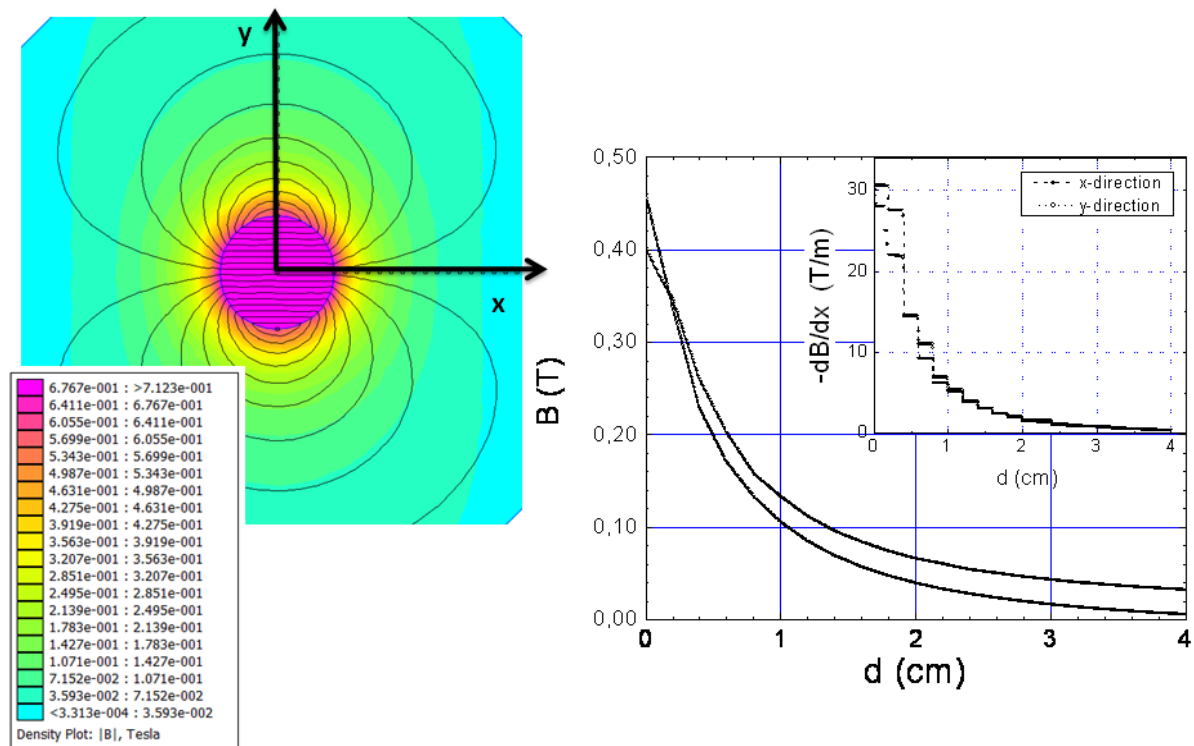 y
x
6.767e-001 : >7.123e-001
6.411e-001 : 6.767e-001
6.055e-001 : 6.411e-001
5.699e-001 : 6.055e-001
5.343e-001 : 5.699e-001
4.987e-001 : 5.343e-001
4.631e-001 : 4.987e-001
4.275e-001 : 4.631e-001
3.919e-001 : 4.275e-001
3.563e-001 : 3.919e-001
3.207e-001 : 3.563e-001
2.851e-001 : 3.207e-001
2.495e-001 : 2.851e-001
2.139e-001 : 2.495e-001
1.783e-001 : 2.139e-001
1.427e-001 : 1.783e-001
1.071e-001 : 1.427e-001
7.152e-002 : 1.071e-001
3.593e-002 : 7.152e-002
<3.313e-004 : 3.593e-002
Density Plot: |B|, Tesla
B (T)
0,50
0,40
0,30
0,20
0,10
0,00
0 1 2 3 4
d (cm)
-dB/dx (T/m)
30
20
10
0
0 1 2 3 4
d (cm)
x-direction
y-direction